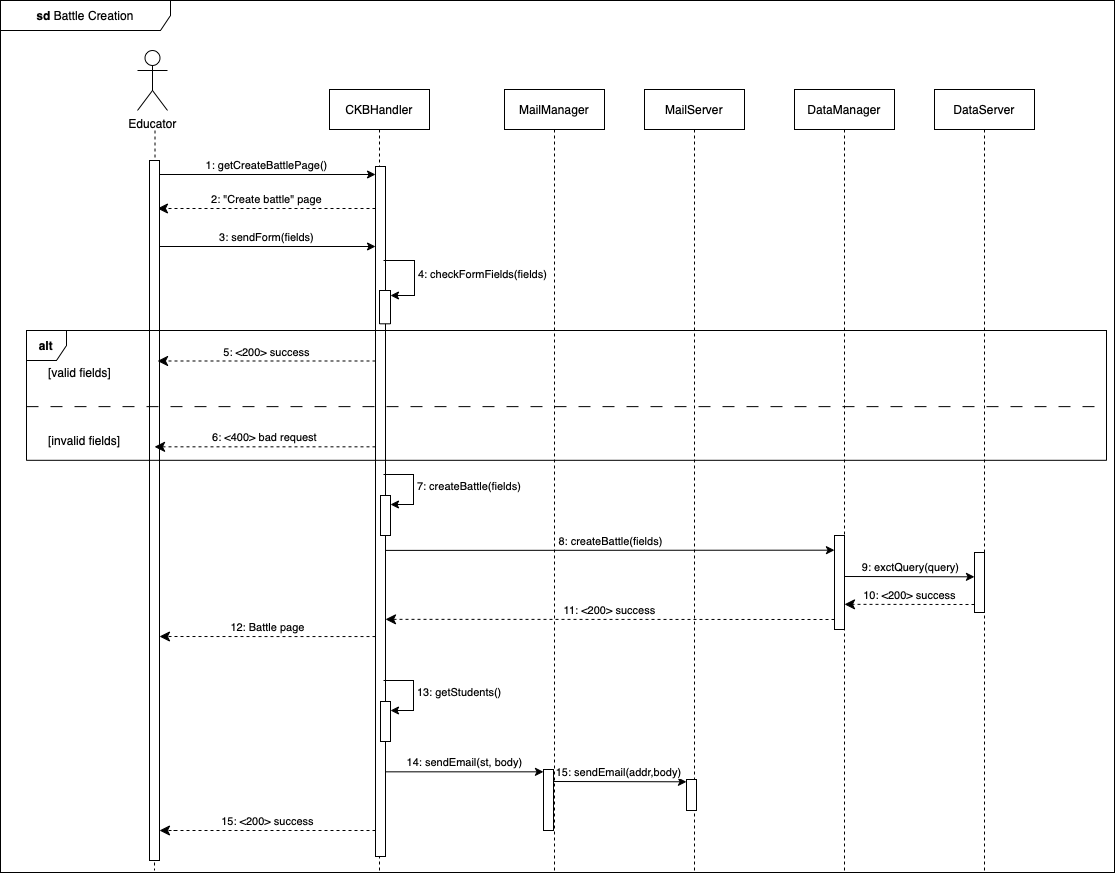 sd Battle Creation
Educator
CKBHandler
MailManager
MailServer
DataManager
DataServer
1: getCreateBattlePage()
2: "Create battle" page
3: sendForm(fields)
4: checkFormFields(fields)
alt
5: <200> success
[valid fields]
6: <400> bad request
[invalid fields]
7: createBattle(fields)
8: createBattle(fields)
9: exctQuery(query)
10: <200> success
11: <200> success
12: Battle page
13: getStudents()
14: sendEmail(st, body)
15: sendEmail(addr,body)
15: <200> success